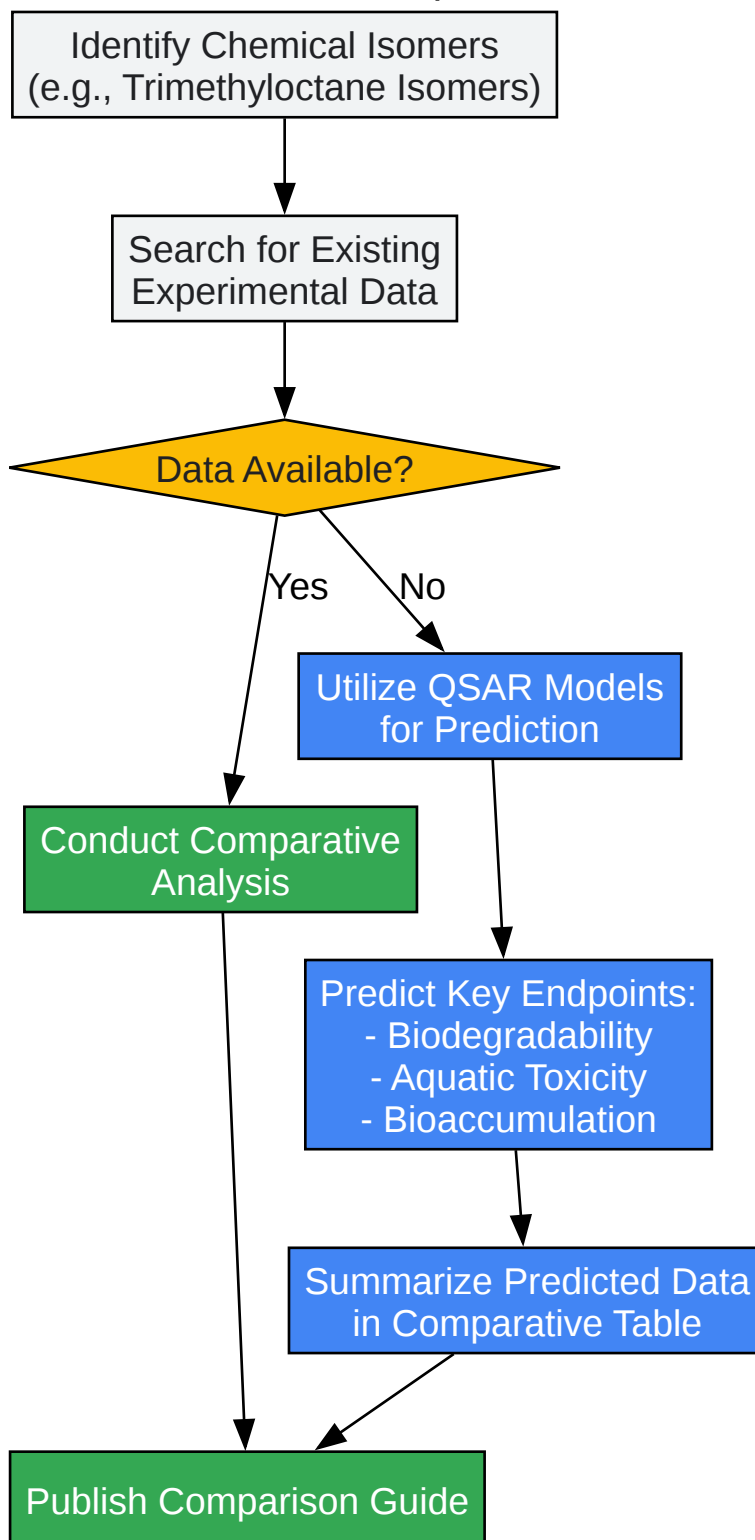 Identify Chemical Isomers
(e.g., Trimethyloctane Isomers)
Search for Existing
Experimental Data
Data Available?
Yes
No
Utilize QSAR Models
for Prediction
Conduct Comparative
Analysis
Predict Key Endpoints:
- Biodegradability
- Aquatic Toxicity
- Bioaccumulation
Summarize Predicted Data
in Comparative Table
Publish Comparison Guide